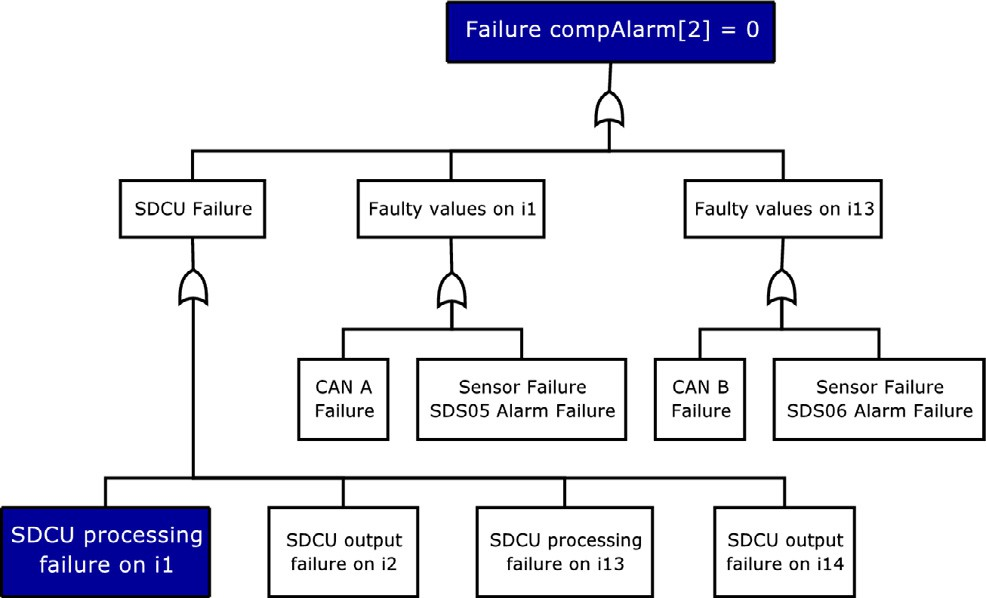 Failure compAlarm[2] = 0
SDCU Failure
Faulty values on i1
Faulty values on i13
CAN A
Failure
Sensor Failure
SDS05 Alarm Failure
CAN B
Failure
Sensor Failure
SDS06 Alarm Failure
SDCU processing
failure on i1
SDCU output
failure on i2
SDCU processing
failure on i13
SDCU output
failure on i14